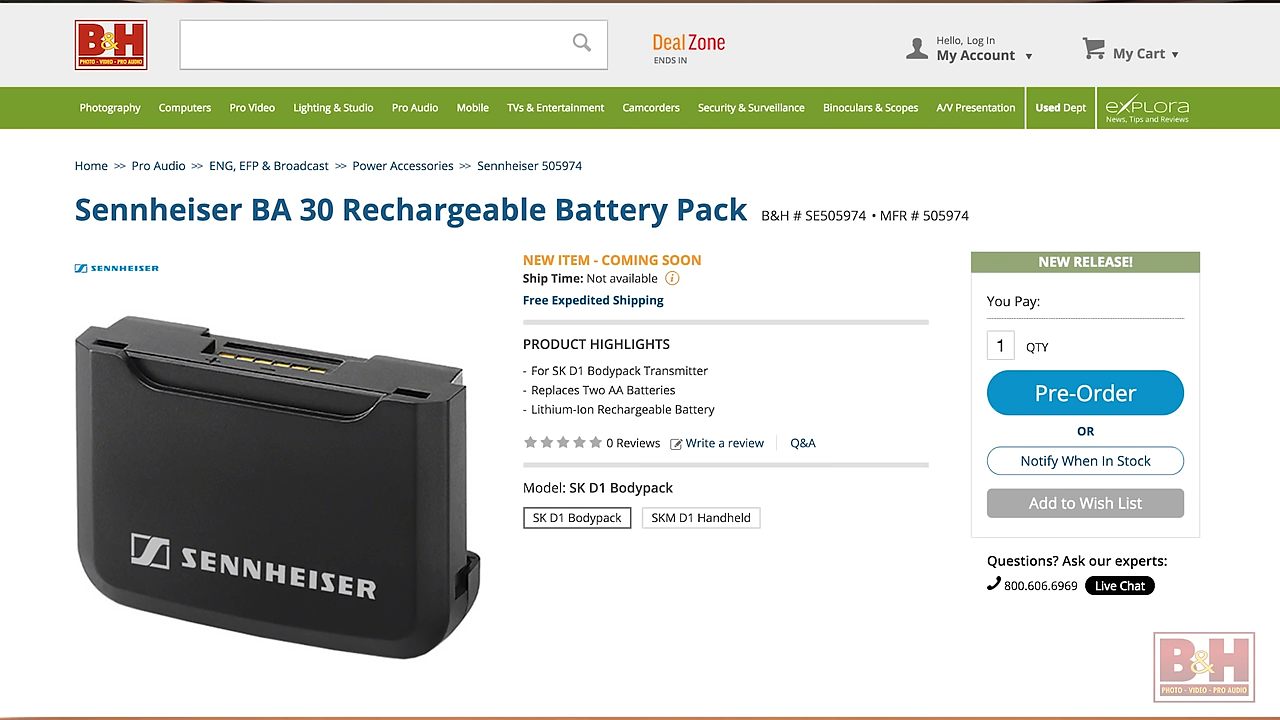 B&H
PHOTO - VIDEO - PRO AUDIO
DealZone
ENDS IN
Hello, Log In
My Account
My Cart
Photography Computers Pro Video Lighting & Studio Pro Audio Mobile TVs & Entertainment Camcorders Security & Surveillance Binoculars & Scopes A/V Presentation Used Dept eXPLORA
News, Tips and Reviews
Home >> Pro Audio >> ENG, EFP & Broadcast >> Power Accessories >> Sennheiser 505974
Sennheiser BA 30 Rechargeable Battery Pack B&H # SE505974 • MFR # 505974
SENNHEISER
SENNHEISER
NEW ITEM - COMING SOON
Ship Time: Not available i
Free Expedited Shipping
PRODUCT HIGHLIGHTS
- For SK D1 Bodypack Transmitter
- Replaces Two AA Batteries
- Lithium-Ion Rechargeable Battery
0 Reviews Write a review Q&A
Model: SK D1 Bodypack
SK D1 Bodypack SKM D1 Handheld
NEW RELEASE!
You Pay:
1 QTY
Pre-Order
OR
Notify When In Stock
Add to Wish List
Questions? Ask our experts:
800.606.6969 Live Chat
B&H
PHOTO - VIDEO - PRO AUDIO